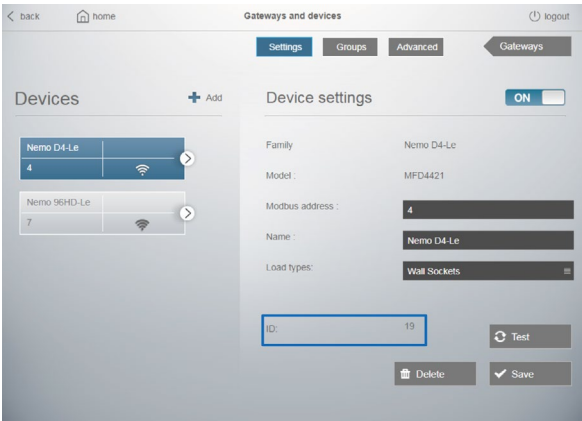 back
home
Gateways and devices
logout
Settings
Groups
Advanced
Gateways
Devices
Add
Nemo D4-Le
4
Nemo 96HD-Le
7
Device settings
ON
Family
Nemo D4-Le
Model :
MFD4421
Modbus address :
4
Name :
Nemo D4-Le
Load types:
Wall Sockets
ID:
19
Test
Delete
Save